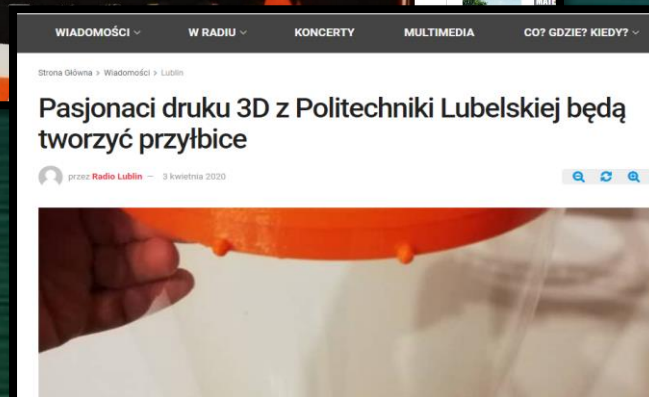 MATE
WIADOMOŚCI
W RADIU
KONCERTY
MULTIMEDIA
CO? GDZIE? KIEDY?
Strona Główna > Wiadomości > Lublin
Pasjonaci druku 3D z Politechniki Lubelskiej będą
tworzyć przyłbice
przez Radio Lublin — 3 kwietnia 2020